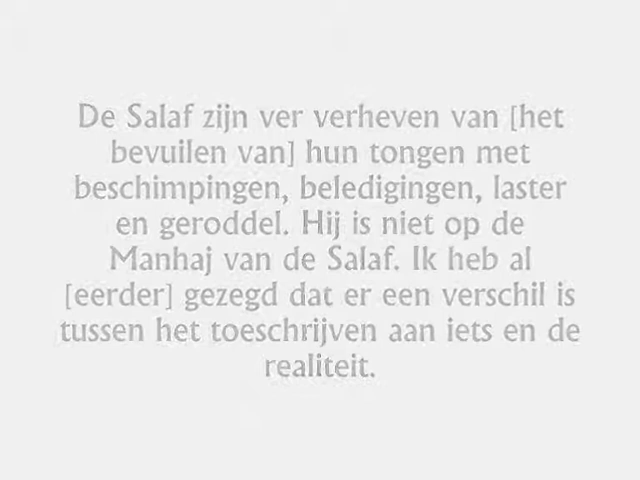 De Salaf zijn ver verheven van [het
bevuilen van] hun tongen met
beschimpingen, beledigingen, laster
en geroddel. Hij is niet op de
Manhaj van de Salaf. Ik heb al
[eerder] gezegd dat er een verschil is
tussen het toeschrijven aan iets en de
realiteit.